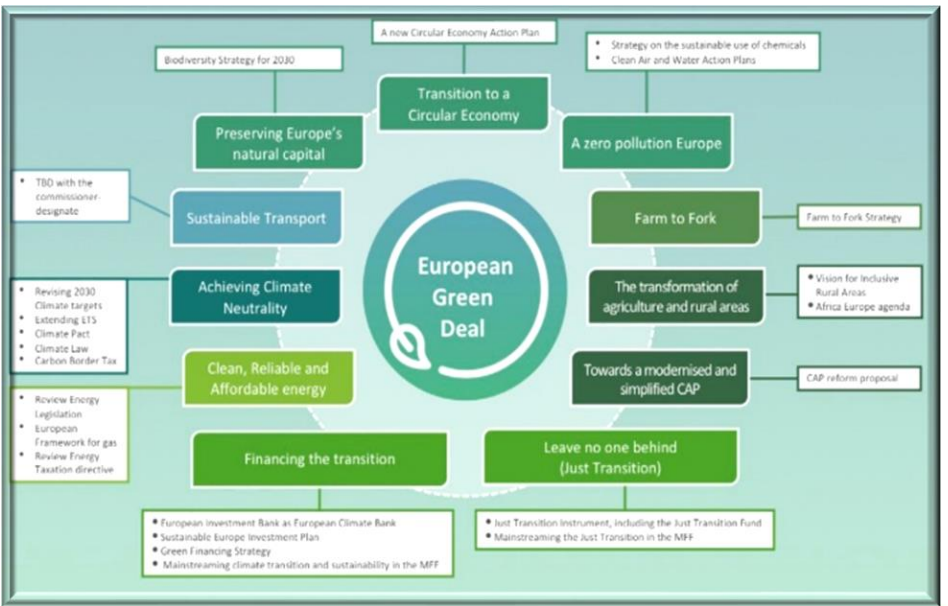 A new Circular Economy Action Plan
Biodiversity Strategy for 2030
• Strategy on the sustainable use of chemicals
• Clean Air and Water Action Plans
Transition to a
Circular Economy
Preserving Europe's
natural capital
A zero pollution Europe
• TBD with the
commissioner-
designate
Sustainable Transport
Farm to Fork
Farm to Fork Strategy
European
Green
Deal
• Revising 2030
Climate targets
• Extending ETS
• Climate Pact
• Climate Law
• Carbon Border Tax
Achieving Climate
Neutrality
The transformation of
agriculture and rural areas
• Vision for Inclusive
Rural Areas
• Africa Europe agenda
Clean, Reliable and
Affordable energy
Towards a modernised and
simplified CAP
CAP reform proposal
• Review Energy
Legislation
• European
Framework for gas
• Review Energy
Taxation directive
Financing the transition
Leave no one behind
(Just Transition)
• European Investment Bank as European Climate Bank
• Sustainable Europe Investment Plan
• Green Financing Strategy
• Mainstreaming climate transition and sustainability in the MFF
• Just Transition Instrument, including the Just Transition Fund
• Mainstreaming the Just Transition in the MFF